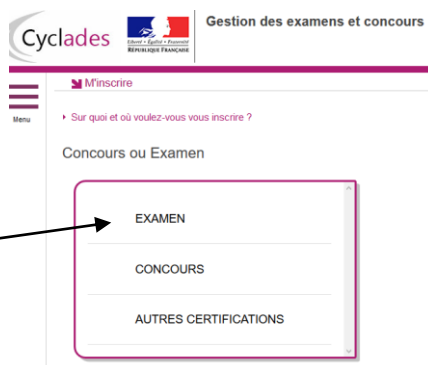 Cyclades
Liberté • Égalité • Fraternité
RÉPUBLIQUE FRANÇAISE
Gestion des examens et concours
Menu
M'inscrire
Sur quoi et où voulez-vous vous inscrire ?
Concours ou Examen
EXAMEN
CONCOURS
AUTRES CERTIFICATIONS